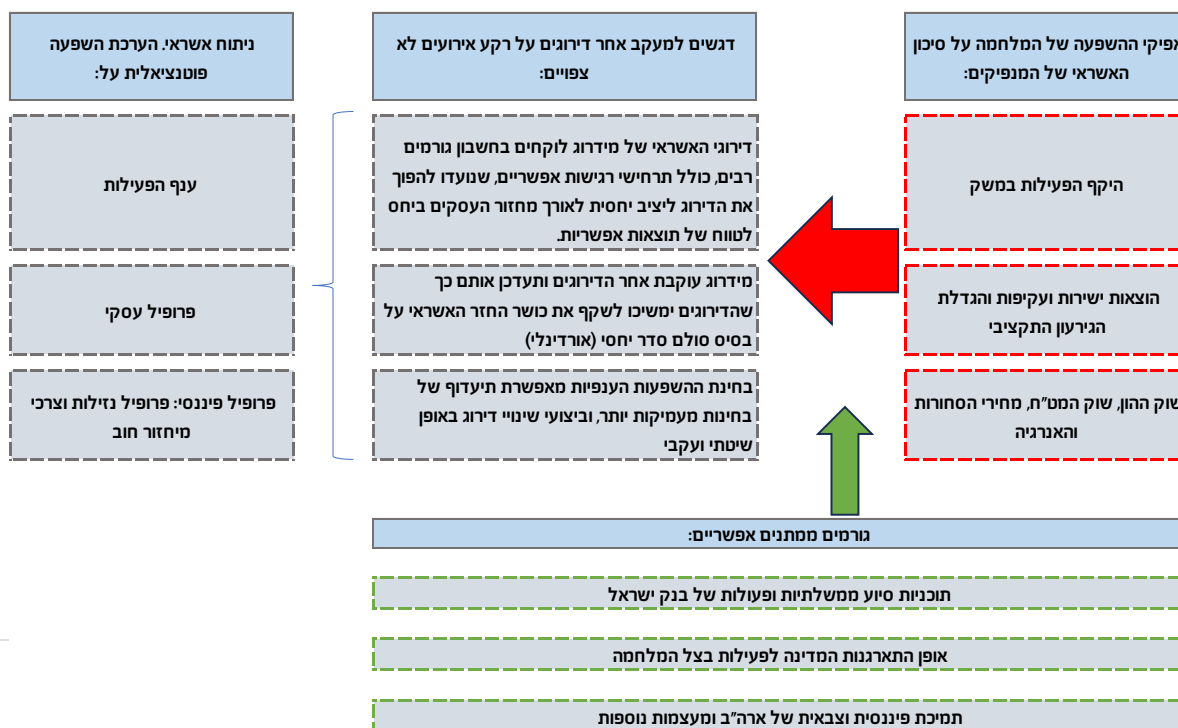 אפיקי ההשפעה של המלחמה על סיכון
האשראי של המנפיקים:
היקף הפעילות במשק
הוצאות ישירות ועקיפות והגדלת
הגירעון התקציבי
שוק ההון, שוק המט"ח, מחירי הסחורות
והאנרגיה
דגשים למעקב אחר דירוגים על רקע אירועים לא
צפויים:
דירוגי האשראי של מידרוג לוקחים בחשבון גורמים
רבים, כולל תרחישי רגישות אפשריים, שנועדו להפוך
את הדירוג ליציב יחסית לאורך מחזור העסקים ביחס
לטווח של תוצאות אפשריות.
מידרוג עוקבת אחר הדירוגים ותעדכן אותם כך
שהדירוגים ימשיכו לשקף את כושר החזר האשראי על
בסיס סולם סדר יחסי (אורדינלי)
בחינת ההשפעות הענפיות מאפשרת תיעדוף של
בחינות מעמיקות יותר, וביצועי שינויי דירוג באופן
שיטתי ועקבי
ניתוח אשראי. הערכת השפעה
פוטנציאלית על:
ענף הפעילות
פרופיל עסקי
פרופיל פיננסי: פרופיל נזילות וצרכי
מיחזור חוב
גורמים ממתנים אפשריים:
תוכניות סיוע ממשלתיות ופעולות של בנק ישראל
אופן התארגנות המדינה לפעילות בצל המלחמה
תמיכת פיננסית וצבאית של ארה"ב ומעצמות נוספות